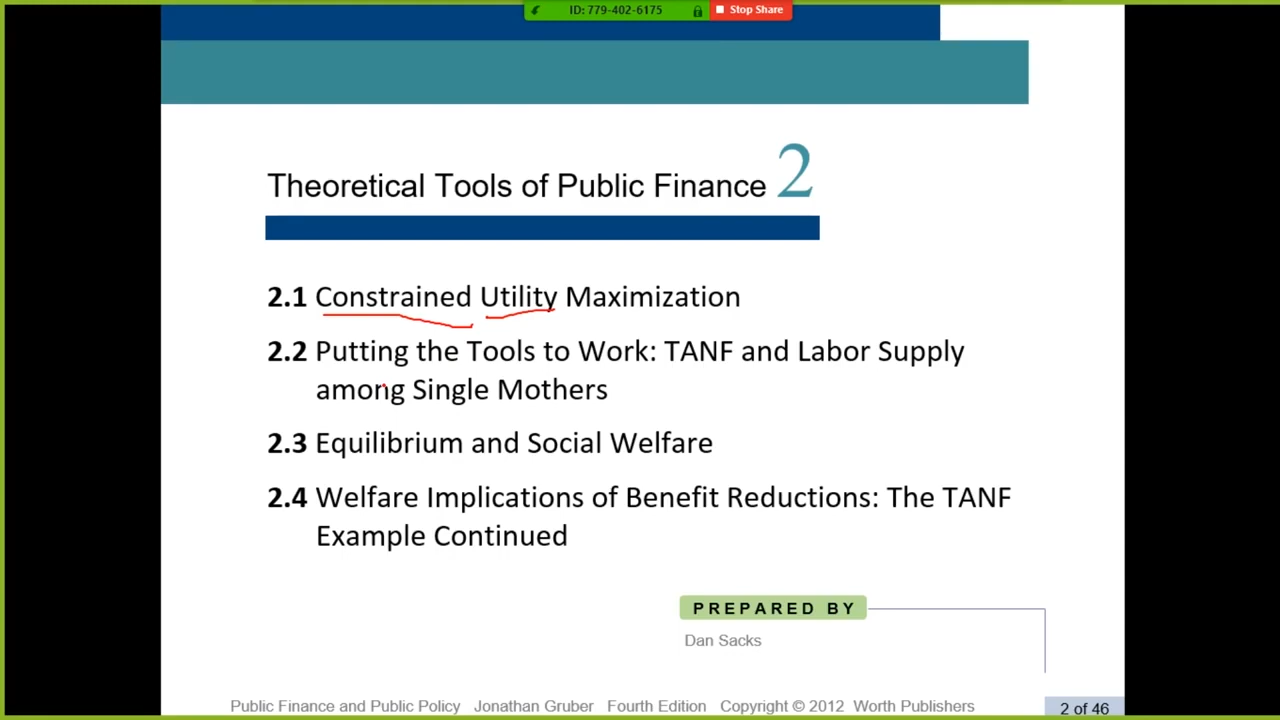 ID: 779-402-6175 Stop Share
Theoretical Tools of Public Finance 2
2.1 Constrained Utility Maximization
2.2 Putting the Tools to Work: TANF and Labor Supply
among Single Mothers
2.3 Equilibrium and Social Welfare
2.4 Welfare Implications of Benefit Reductions: The TANF
Example Continued
PREPARED BY
Dan Sacks
Public Finance and Public Policy Jonathan Gruber Fourth Edition Copyright © 2012 Worth Publishers 2 of 46